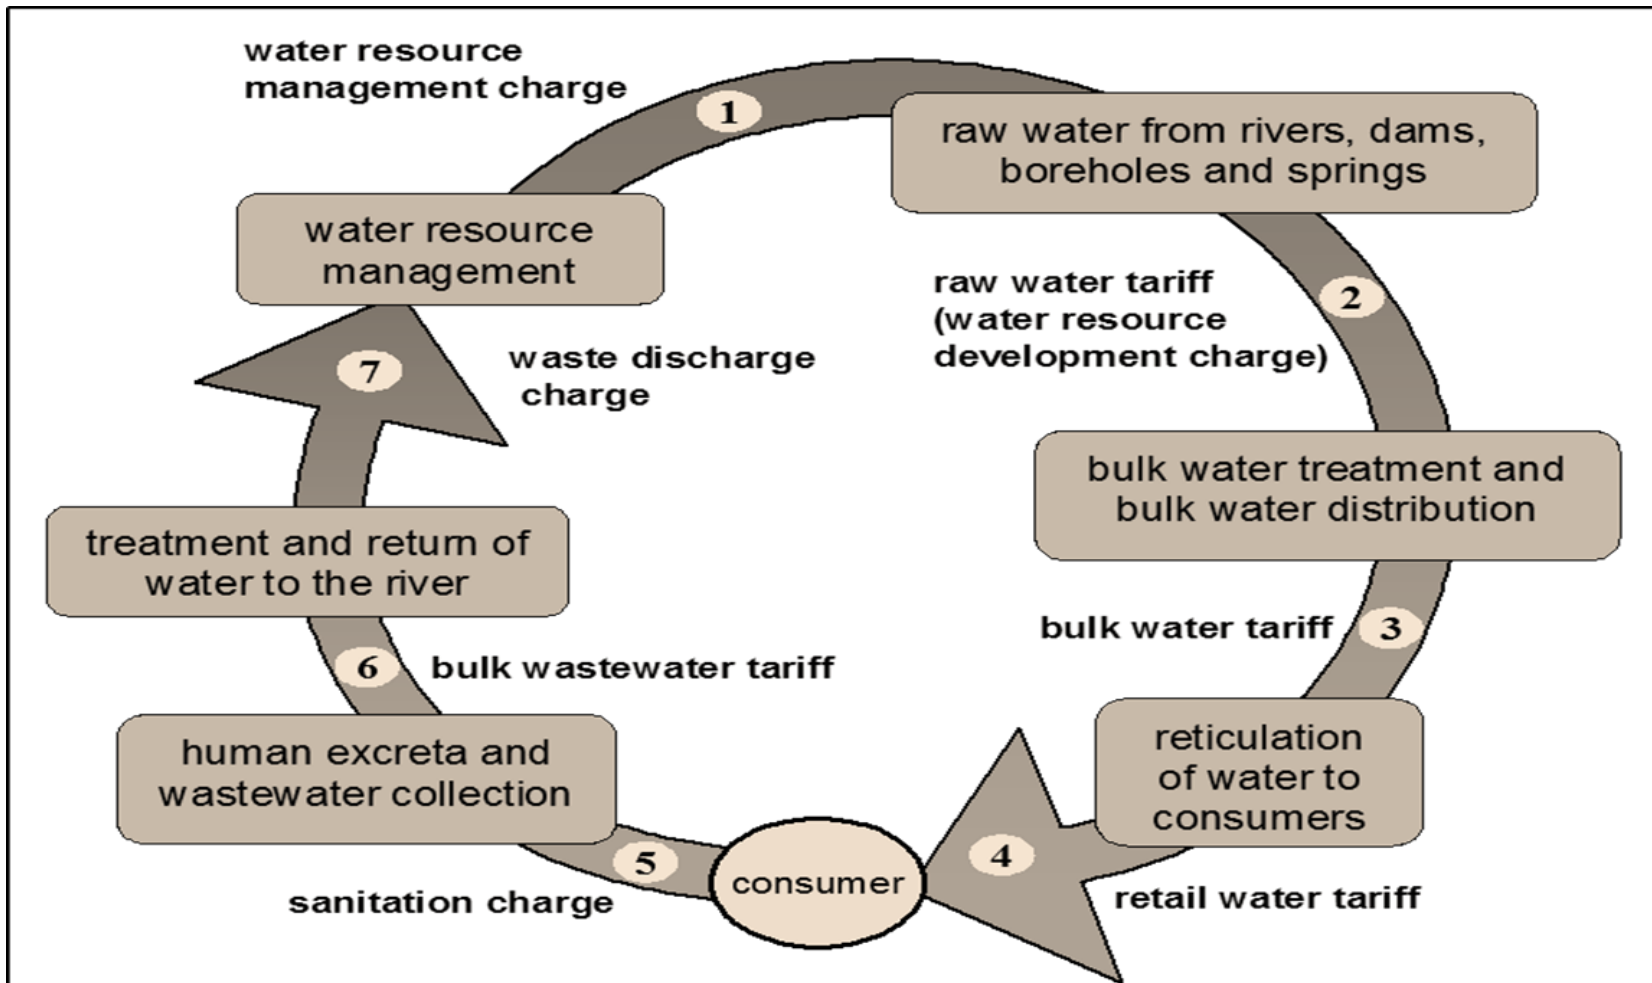 water resource
management charge
1
raw water from rivers, dams,
boreholes and springs
water resource
management
raw water tariff
(water resource
development charge)
2
7
waste discharge
charge
bulk water treatment and
bulk water distribution
treatment and return of
water to the river
bulk water tariff
3
6
bulk wastewater tariff
human excreta and
wastewater collection
reticulation
of water to
consumers
5
consumer
4
sanitation charge
retail water tariff